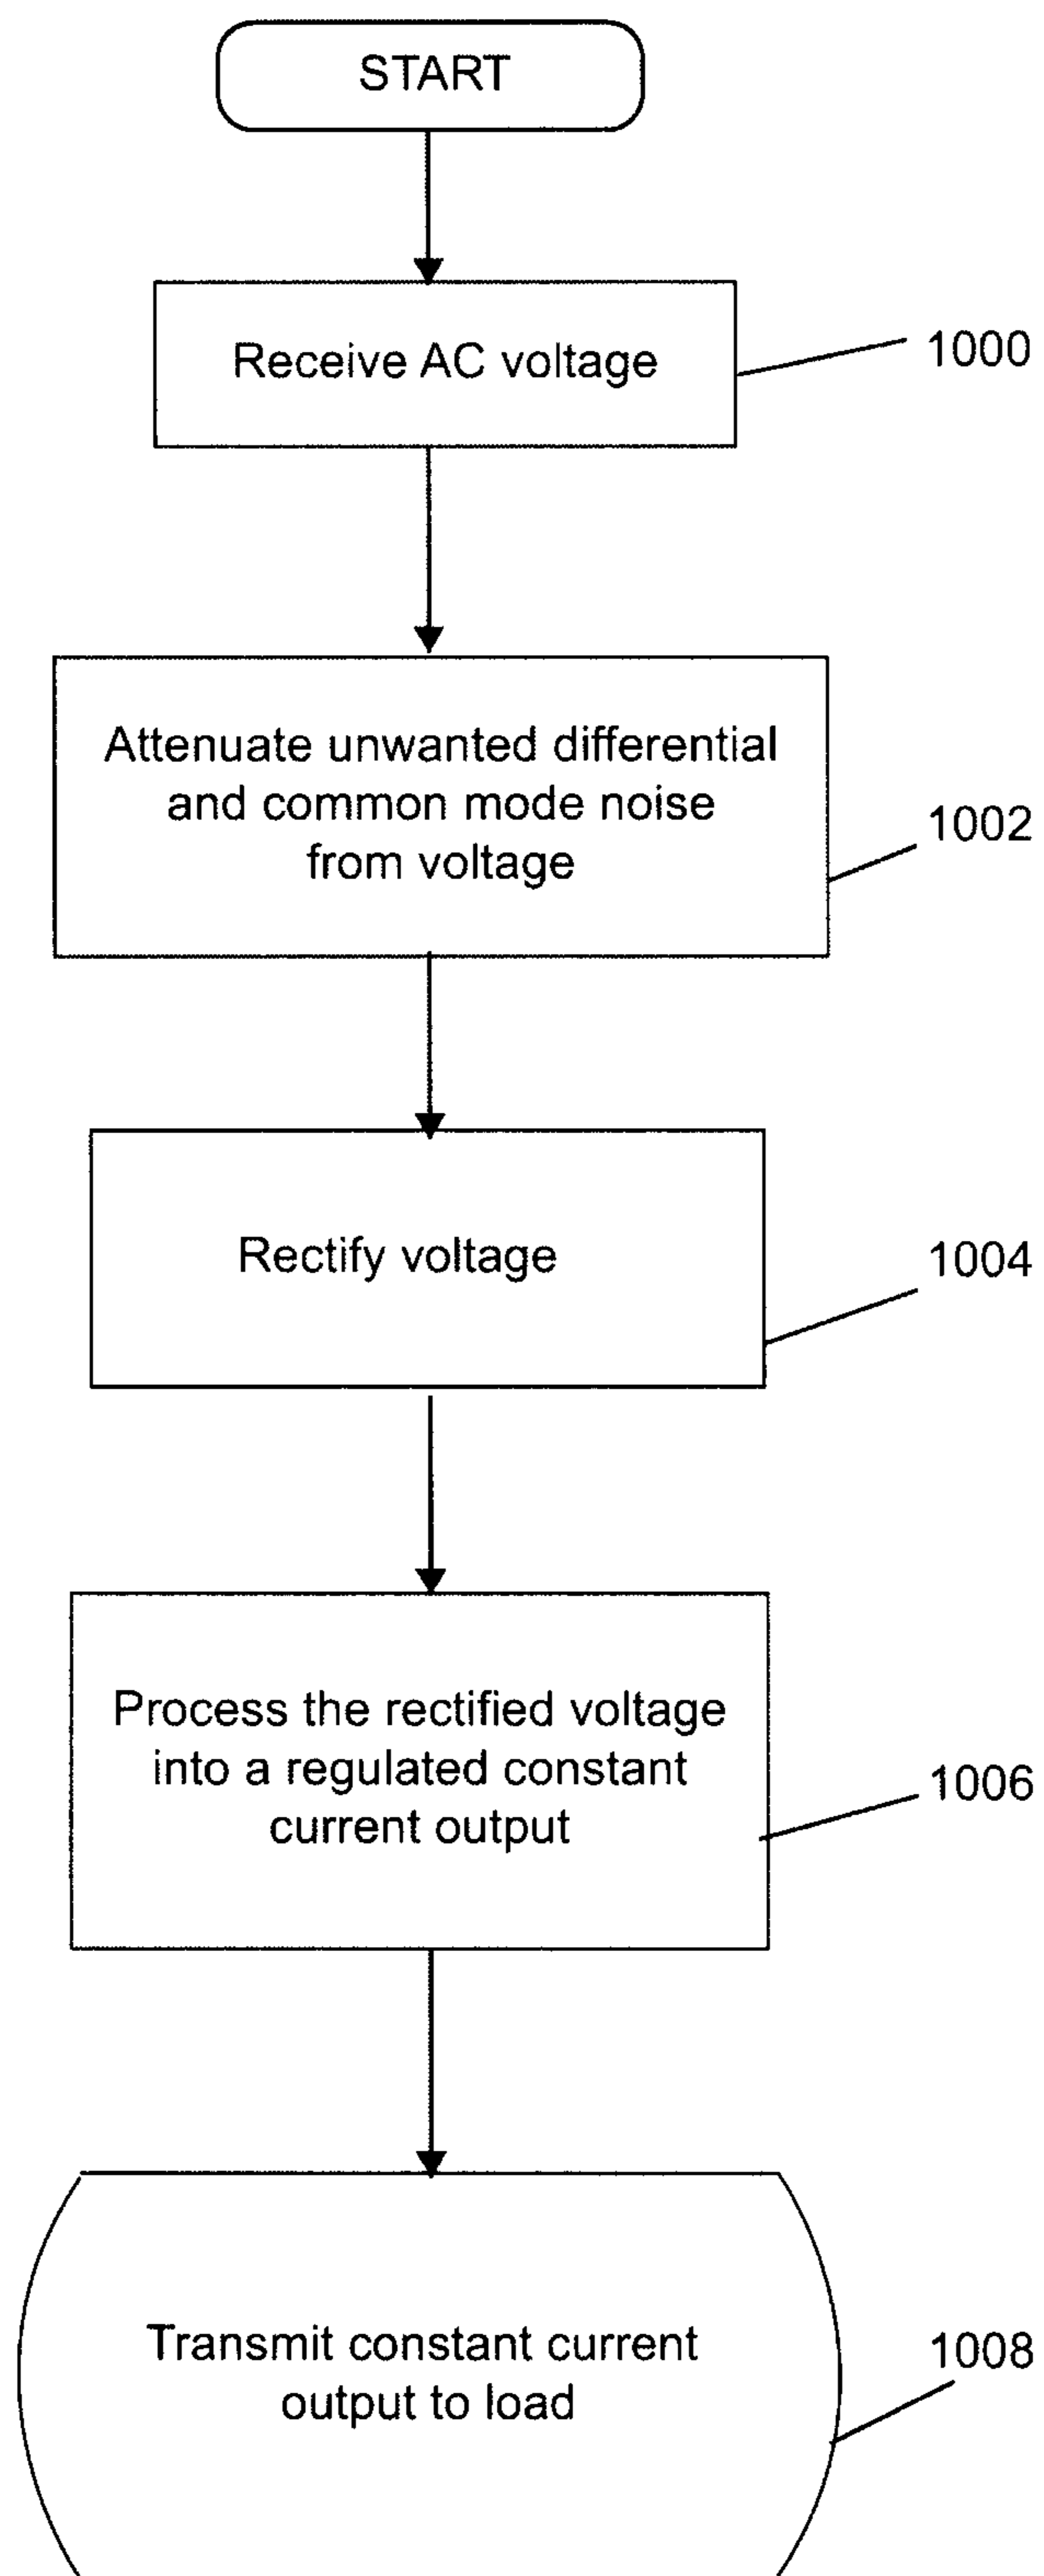 START
Receive AC voltage
1000
Attenuate unwanted differential
and common mode noise
from voltage
1002
Rectify voltage
1004
Process the rectified voltage
into a regulated constant
current output
1006
Transmit constant current
output to load
1008